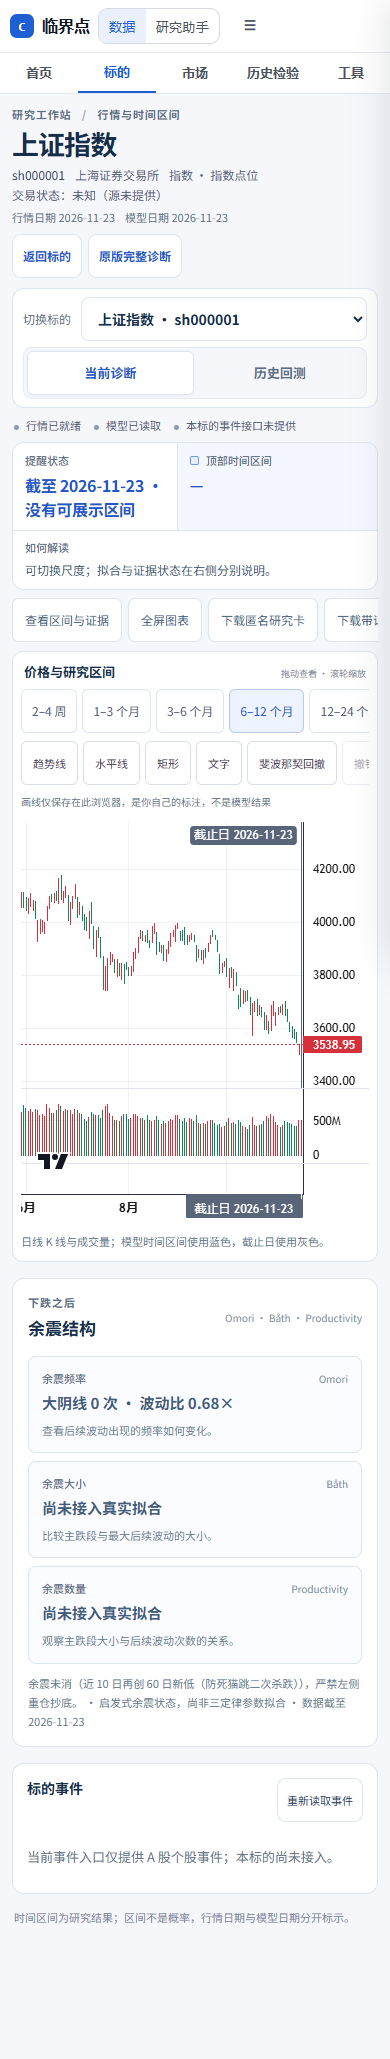 C 临界点 数据 研究助手 ☰
首页 标的 市场 历史检验 工具
研究工作站 / 行情与时间区间
上证指数
sh000001 上海证券交易所 指数 · 指数点位
交易状态：未知（源未提供）
行情日期 2026-11-23 模型日期 2026-11-23
返回标的 原版完整诊断
切换标的 上证指数 · sh000001
当前诊断 历史回测
行情已就绪 模型已读取 本标的事件接口未提供
提醒状态
截至 2026-11-23 ·
没有可展示区间
顶部时间区间
—
如何解读
可切换尺度；拟合与证据状态在右侧分别说明。
查看区间与证据 全屏图表 下载匿名研究卡 下载带
价格与研究区间 拖动查看 · 滚轮缩放
2–4 周 1–3 个月 3–6 个月 6–12 个月 12–24 个
趋势线 水平线 矩形 文字 斐波那契回撤 撤
画线仅保存在此浏览器，是你自己的标注，不是模型结果
截止日 2026-11-23
4200.00
4000.00
3800.00
3600.00
3538.95
3400.00
500M
0
月 8月 截止日 2026-11-23
日线 K 线与成交量；模型时间区间使用蓝色，截止日使用灰色。
下跌之后
余震结构
Omori · Båth · Productivity
余震频率 Omori
大阴线 0 次 · 波动比 0.68×
查看后续波动出现的频率如何变化。
余震大小 Båth
尚未接入真实拟合
比较主跌段与最大后续波动的大小。
余震数量 Productivity
尚未接入真实拟合
观察主跌段大小与后续波动次数的关系。
余震未消（近 10 日再创 60 日新低（防死猫跳二次杀跌）），严禁左侧
重仓抄底。 · 启发式余震状态，尚非三定律参数拟合 · 数据截至
2026-11-23
标的事件 重新读取事件
当前事件入口仅提供 A 股个股事件；本标的尚未接入。
时间区间为研究结果；区间不是概率，行情日期与模型日期分开标示。